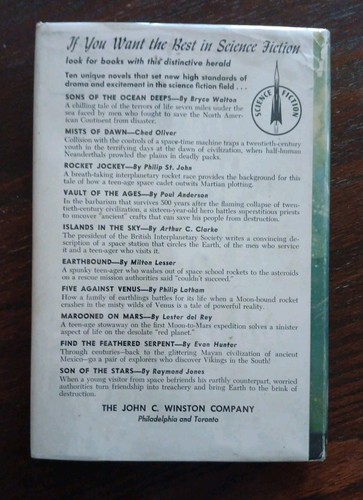 If You Want the Best in Science Fiction
look for books with this distinctive herald
Ten unique novels that set new high standards of
drama and excitement in the science fiction field . . .
SCIENCE FICTION
SONS OF THE OCEAN DEEPS—By Bryce Walton
A chilling tale of the terrors of life seven miles under the
sea faced by men who fought to save the North Amer-
ican Continent from disaster.
MISTS OF DAWN—Chad Oliver
Collision with the controls of a space-time machine traps a twentieth-century
youth in the terrifying days at the dawn of civilization, when half-human
Neanderthals prowled the plains in deadly packs.
ROCKET JOCKEY—By Philip St. John
A breath-taking interplanetary rocket race provides the background for this
tale of how a teen-age space cadet outwits Martian plotting.
VAULT OF THE AGES—By Poul Anderson
In the barbarism that survives 500 years after the flaming collapse of twen-
tieth-century civilization, a sixteen-year-old hero battles superstitious priests
to uncover "ancient" crafts that can save his people from destruction.
ISLANDS IN THE SKY—By Arthur C. Clarke
The president of the British Interplanetary Society writes a convincing de-
scription of a space station that circles the Earth, of the men who service
it and a teen-ager who visits it.
EARTHBOUND—By Milton Lesser
A spunky teen-ager who washes out of space school rockets to the asteroids
on a rescue mission authorities said "couldn't succeed."
FIVE AGAINST VENUS—By Philip Latham
How a family of earthlings battles for its life when a Moon-bound rocket
crashes in the misty wilds of Venus is a tale of powerful reality.
MAROONED ON MARS—By Lester del Rey
A teen-age stowaway on the first Moon-to-Mars expedition solves a sinister
aspect of life on the desolate "red planet."
FIND THE FEATHERED SERPENT—By Evan Hunter
Through centuries—back to the glittering Mayan civilization of ancient
Mexico—go a pair of explorers who discover Vikings in the South!
SON OF THE STARS—By Raymond Jones
When a young visitor from space befriends his earthly counterpart, worried
authorities turn friendship into treachery and bring Earth to the brink of
destruction.
THE JOHN C. WINSTON COMPANY
Philadelphia and Toronto